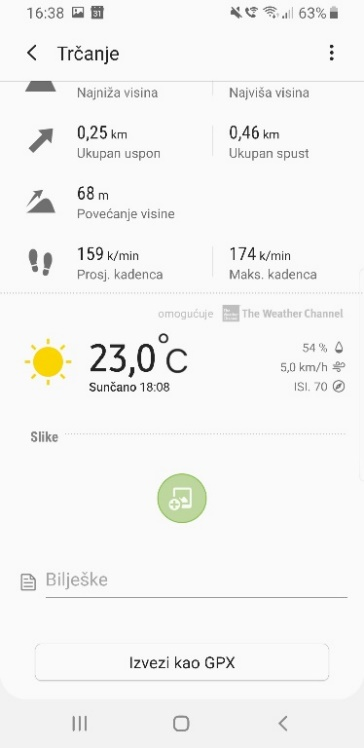 16:38 31 63%
Trčanje
Najniža visina Najviša visina
0,25 km 0,46 km
Ukupan uspon Ukupan spust
68 m
Povećanje visine
159 k/min 174 k/min
Prosj. kadenca Maks. kadenca
omogućuje The Weather Channel
23,0°C
Sunčano 18:08
54 %
5,0 km/h
ISI. 70
Slike
Bilješke
Izvezi kao GPX